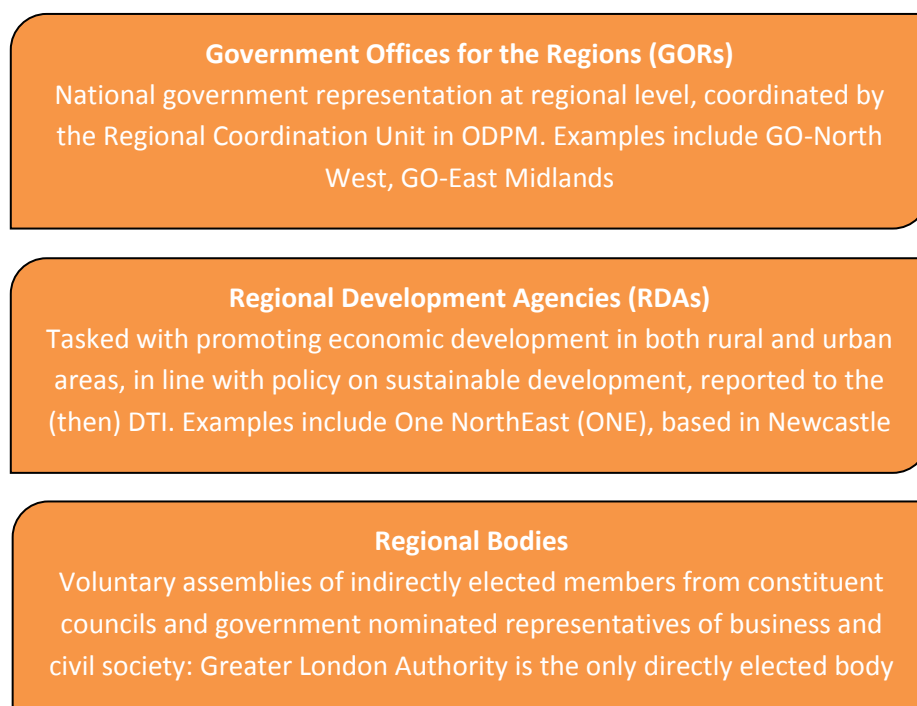 Government Offices for the Regions (GORs)
National government representation at regional level, coordinated by
the Regional Coordination Unit in ODPM. Examples include GO-North
West, GO-East Midlands
Regional Development Agencies (RDAs)
Tasked with promoting economic development in both rural and urban
areas, in line with policy on sustainable development, reported to the
(then) DTI. Examples include One NorthEast (ONE), based in Newcastle
Regional Bodies
Voluntary assemblies of indirectly elected members from constituent
councils and government nominated representatives of business and
civil society: Greater London Authority is the only directly elected body